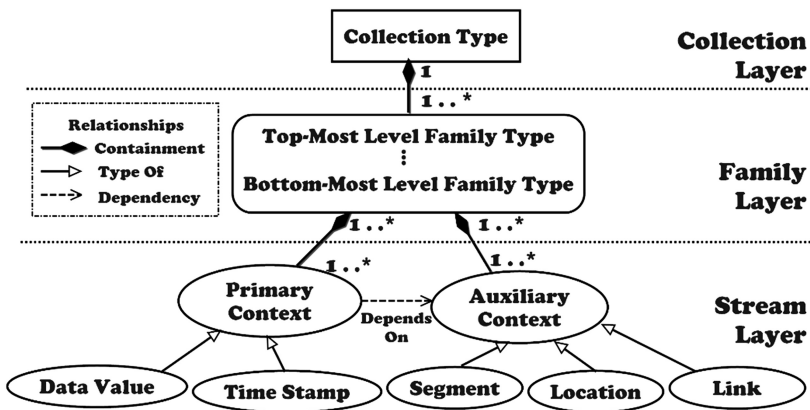 Collection Type
Collection
Layer
1
1..*
Relationships
Containment
Type Of
Dependency
Top-Most Level Family Type
⋮
Bottom-Most Level Family Type
Family
Layer
1..*
1..*
1..*
1..*
Primary
Context
Depends
On
Auxiliary
Context
Stream
Layer
Data Value
Time Stamp
Segment
Location
Link